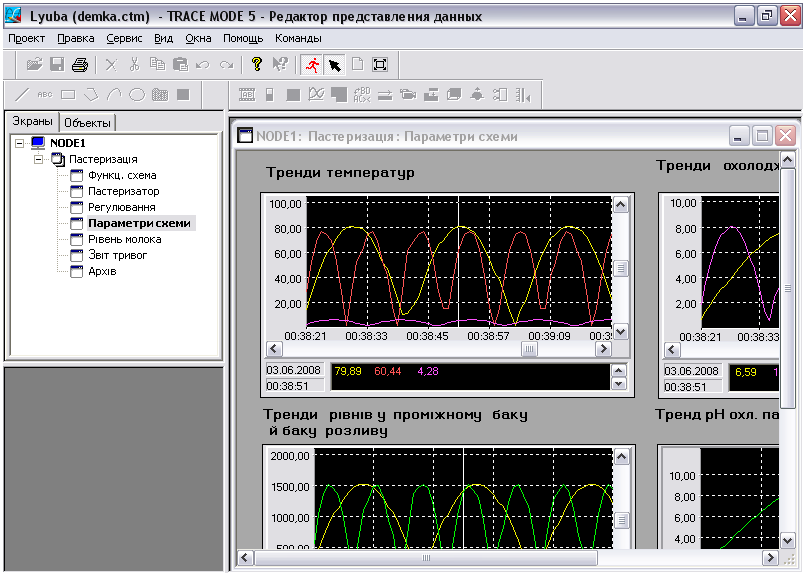 Lyuba (demka.ctm) - TRACE MODE 5 - Редактор представления данных
Проект Правка Сервис Вид Окна Помощь Команды
Экраны Объекты
NODE1
Пастеризація
Функц. схема
Пастеризатор
Регулювання
Параметри схеми
Рівень молока
Звіт тривог
Архів
NODE1: Пастеризація: Параметри схеми
Тренди температур
100,00
80,00
60,00
40,00
20,00
00:38:21 00:38:33 00:38:45 00:38:57 00:39:09 00:39
03.06.2008
00:38:51
79,89 60,44 4,28
Тренди охолодж
10,00
8,00
6,00
4,00
2,00
00:38:21 00:38:33
03.06.2008
00:38:51
6,59 1
Тренди рівнів у проміжному баку
й баку розливу
2000,00
1500,00
1000,00
500,00
Тренд pH охл. па
10,00
8,00
6,00
4,00